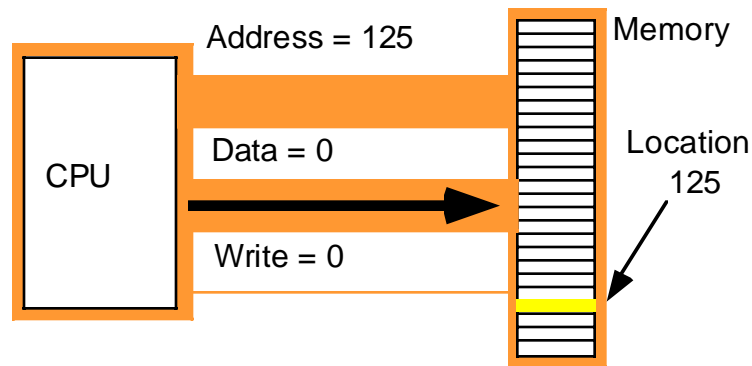 Address = 125
Memory
Data = 0
Location
125
CPU
Write = 0